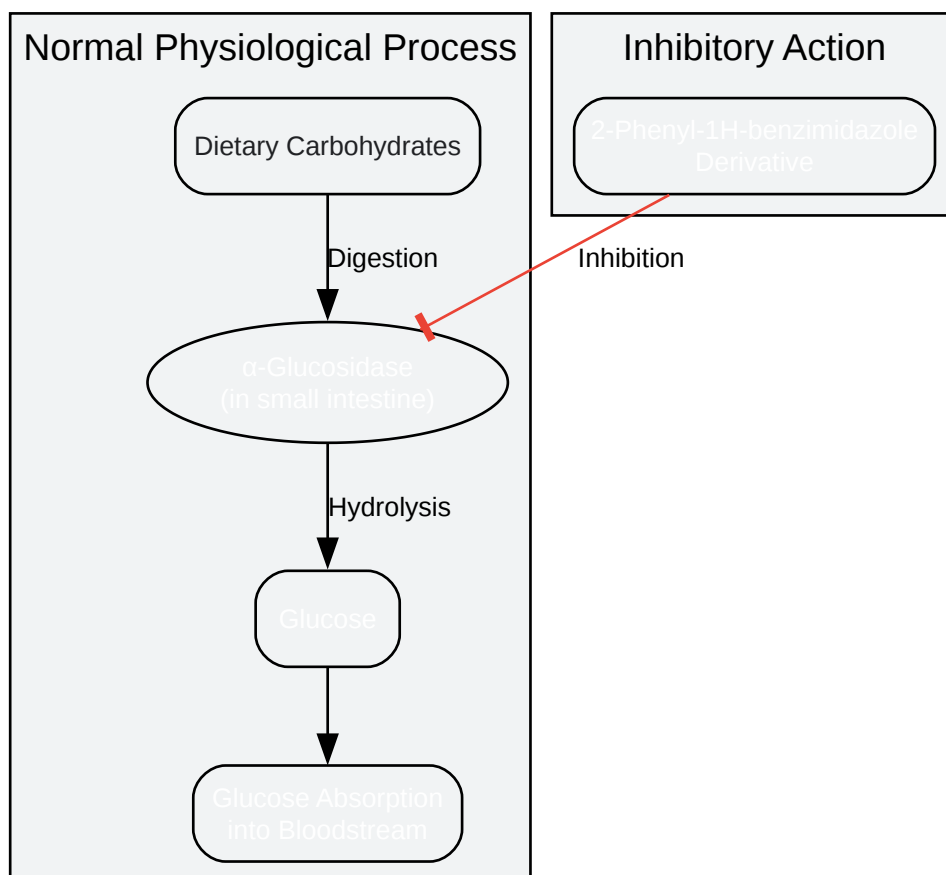 Normal Physiological Process
Dietary Carbohydrates
Digestion
α-Glucosidase
(in small intestine)
Hydrolysis
Glucose
Glucose Absorption
into Bloodstream
Inhibitory Action
2-Phenyl-1H-benzimidazole
Derivative
Inhibition